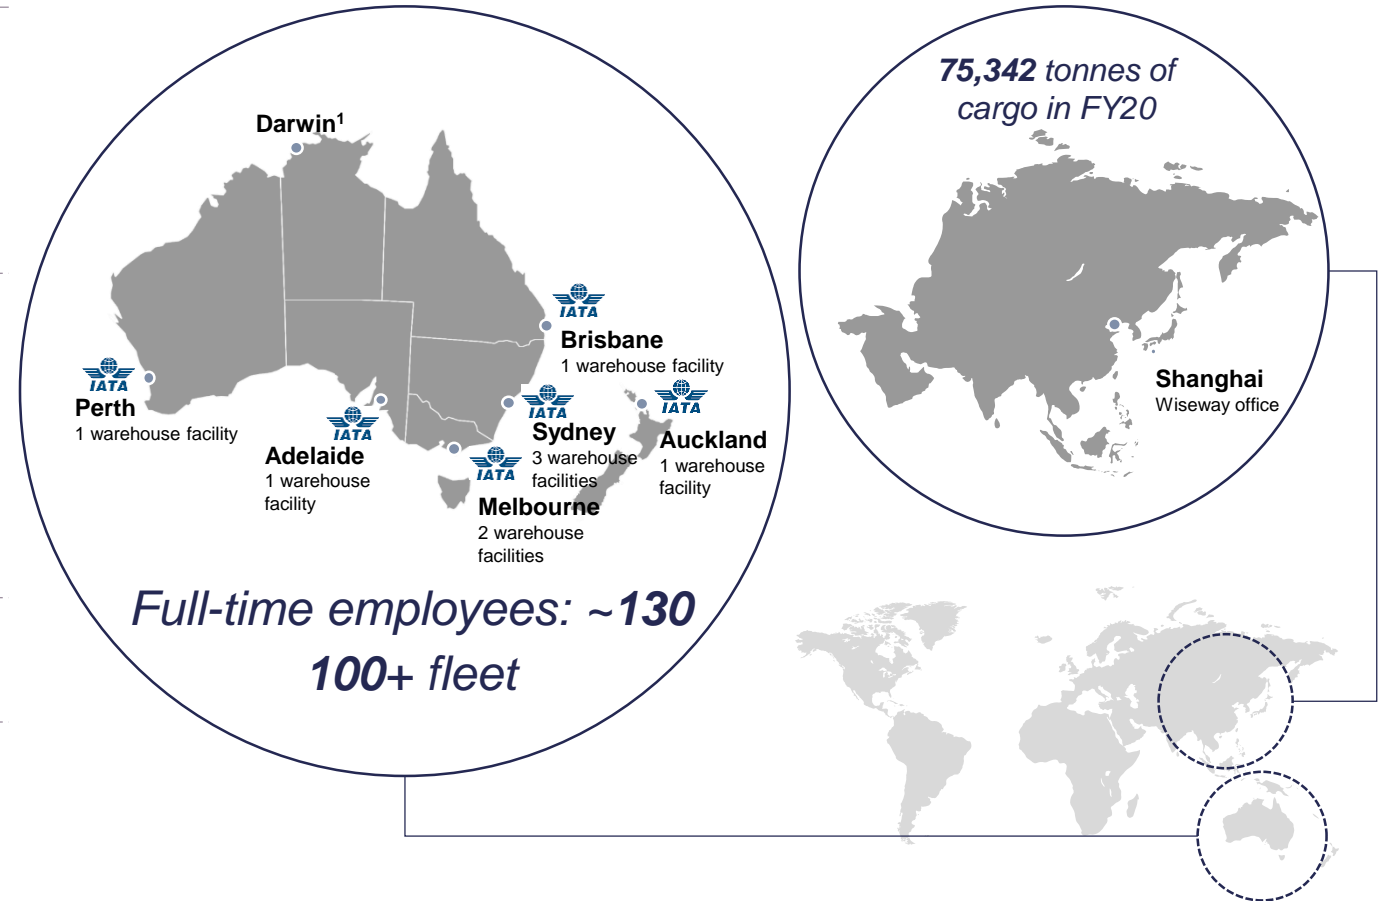 Darwin¹
IATA
Brisbane
1 warehouse facility
IATA
Perth
1 warehouse facility
IATA
Adelaide
1 warehouse
facility
IATA
Sydney
3 warehouse
facilities
IATA
Auckland
1 warehouse
facility
IATA
Melbourne
2 warehouse
facilities
Full-time employees: ~130
100+ fleet
75,342 tonnes of
cargo in FY20
Shanghai
Wiseway office